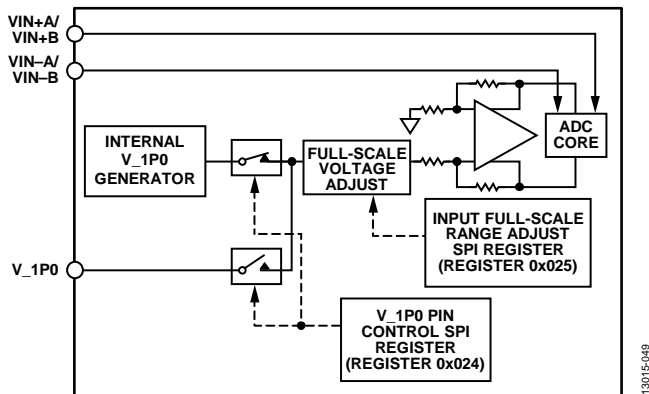 VIN+A/
VIN+B
VIN–A/
VIN–B
INTERNAL
V_1P0
GENERATOR
FULL-SCALE
VOLTAGE
ADJUST
ADC
CORE
INPUT FULL-SCALE
RANGE ADJUST
SPI REGISTER
(REGISTER 0x025)
V_1P0
V_1P0 PIN
CONTROL SPI
REGISTER
(REGISTER 0x024)
13015-049